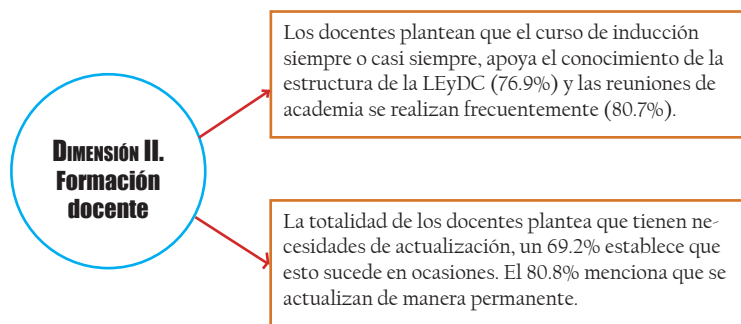 Los docentes plantean que el curso de inducción
siempre o casi siempre, apoya el conocimiento de la
estructura de la LEyDC (76.9%) y las reuniones de
academia se realizan frecuentemente (80.7%).
Dimensión II.
Formación
docente
La totalidad de los docentes plantea que tienen ne-
cesidades de actualización, un 69.2% establece que
esto sucede en ocasiones. El 80.8% menciona que se
actualizan de manera permanente.